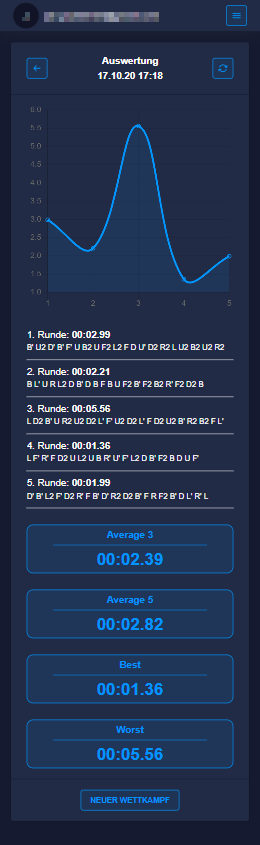 Auswertung
17.10.20 17:18
6.0
5.5
5.0
4.5
4.0
3.5
3.0
2.5
2.0
1.5
1.0
1 2 3 4 5
1. Runde: 00:02.99
B' U2 D' B' F' U B2 U F2 L2 F D U' D2 R2 L U2 B2 U2 R2
2. Runde: 00:02.21
B L' U R L2 D B' D B F B U F2 B' F2 B2 R' F2 D2 B
3. Runde: 00:05.56
L D2 B' U R2 U2 D2 L' F' U2 D2 L' F D2 U2 B' R2 B2 F L'
4. Runde: 00:01.36
L F' R' F D2 U L2 U B R' U' F' L2 D B' F2 B D U F'
5. Runde: 00:01.99
D' B' L2 F' D2 R' F B' D' R2 D2 B' F R F2 B' D L' R' L
Average 3
00:02.39
Average 5
00:02.82
Best
00:01.36
Worst
00:05.56
NEUER WETTKAMPF